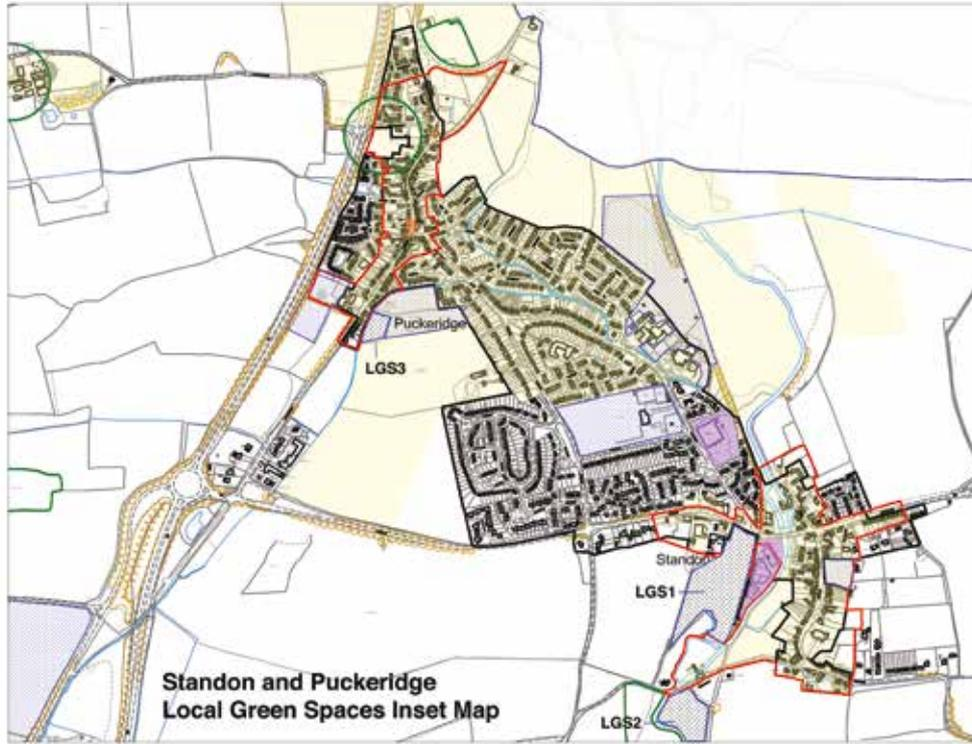 Puckeridge
LGS3
Standon
LGS1
Standon and Puckeridge
Local Green Spaces Inset Map
LGS2